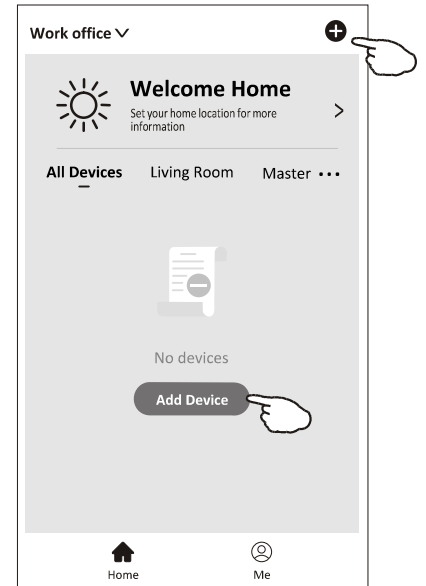 Work office
Welcome Home
Set your home location for more
information
All Devices Living Room Master
No devices
Add Device
Home Me